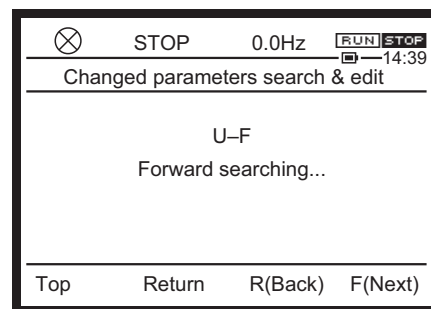 STOP 0.0Hz RUN STOP
14:39
Changed parameters search & edit
U–F
Forward searching...
Top Return R(Back) F(Next)